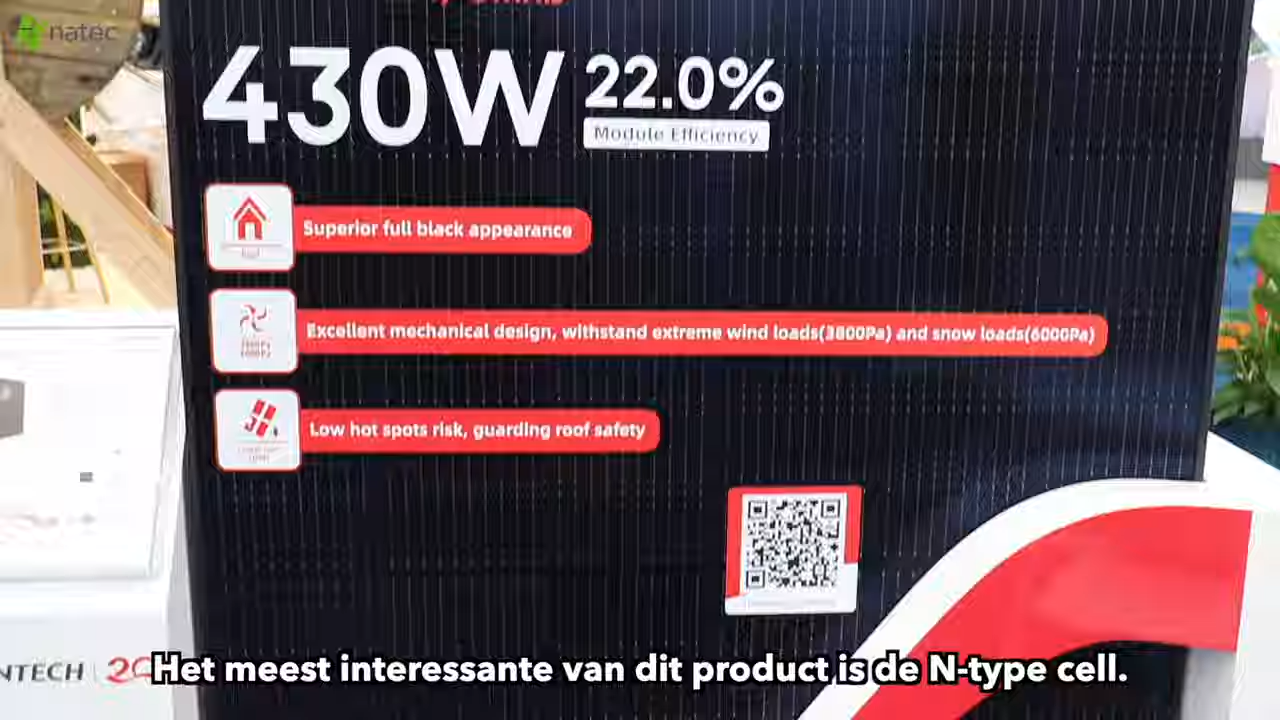 natec
430W
22.0%
Module Efficiency
Superior full black appearance
Excellent mechanical design, withstand extreme wind loads(3800Pa) and snow loads(6000Pa)
Low hot spots risk, guarding roof safety
NTECH
Het meest interessante van dit product is de N-type cell.